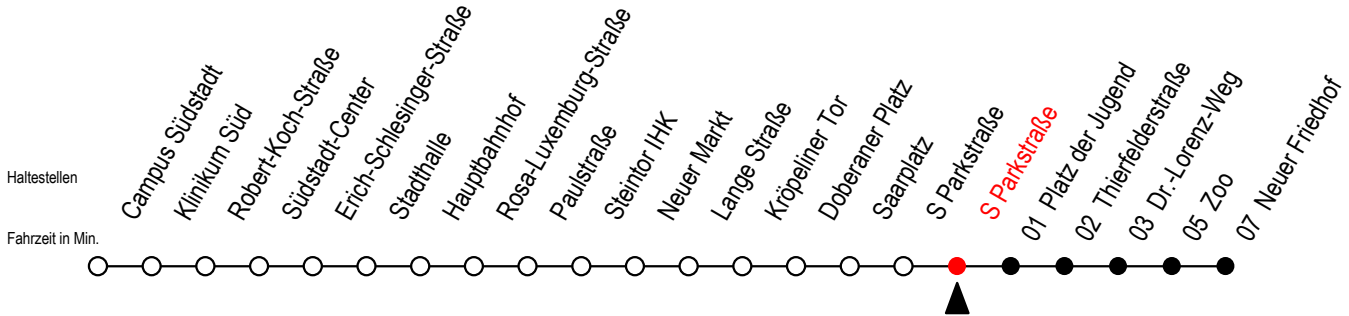 Haltestellen
Campus Südstadt
Klinikum Süd
Robert-Koch-Straße
Südstadt-Center
Erich-Schlesinger-Straße
Stadthalle
Hauptbahnhof
Rosa-Luxemburg-Straße
Paulstraße
Steintor IHK
Neuer Markt
Lange Straße
Kröpeliner Tor
Doberaner Platz
Saarplatz
S Parkstraße
S Parkstraße
01 Platz der Jugend
02 Thierfelderstraße
03 Dr.-Lorenz-Weg
05 Zoo
07 Neuer Friedhof
Fahrzeit in Min.